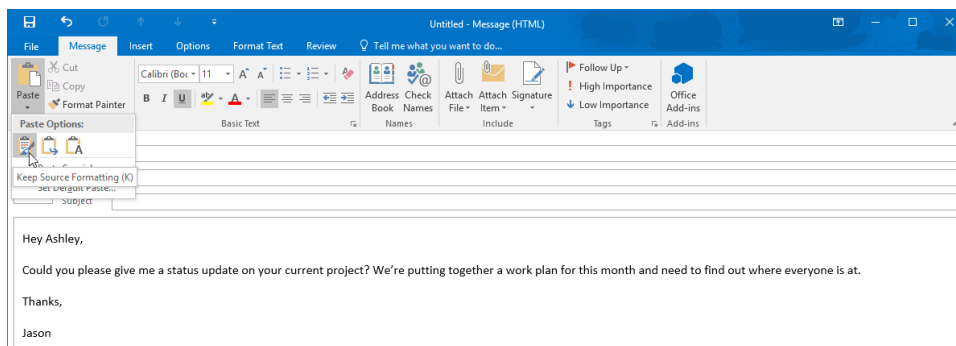 Untitled - Message (HTML)
File Message Insert Options Format Text Review Tell me what you want to do...
Paste
Cut
Copy
Format Painter
Calibri (Boc 11 A A
B I U ab A
Basic Text
Address Book
Check Names
Names
Attach File
Attach Item
Signature
Include
Follow Up
High Importance
Low Importance
Tags
Office Add-ins
Add-ins
Paste Options:
Keep Source Formatting (K)
Subject
Hey Ashley,
Could you please give me a status update on your current project? We're putting together a work plan for this month and need to find out where everyone is at.
Thanks,
Jason